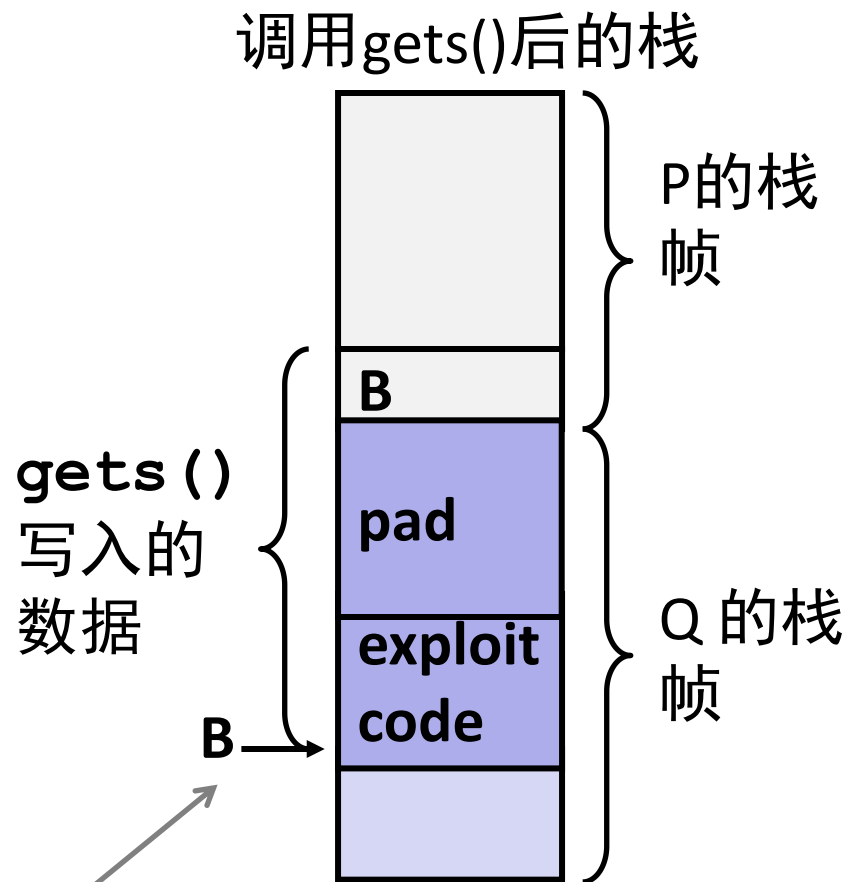 调用gets()后的栈
P的栈
帧
B
gets()
写入的
数据
pad
exploit
code
B
Q 的栈
帧